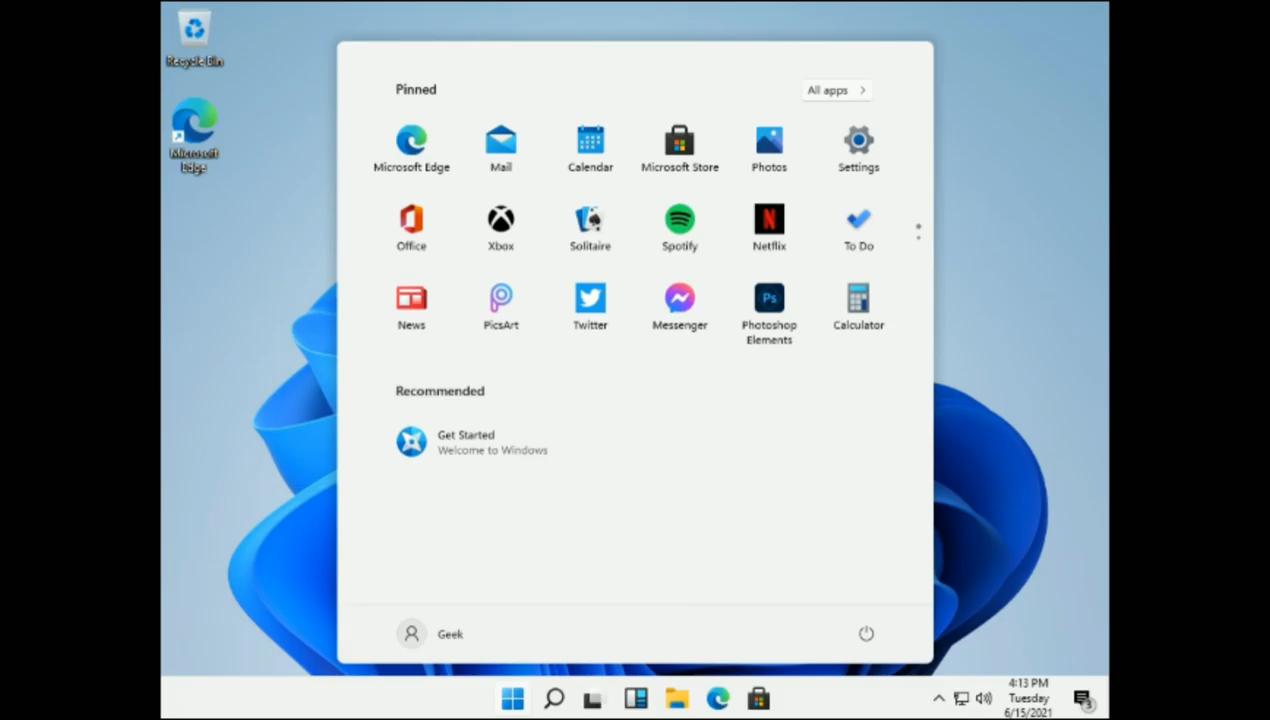 Recycle Bin
Microsoft
Edge
Pinned
All apps
Microsoft Edge
Mail
Calendar
Microsoft Store
Photos
Settings
Office
Xbox
Solitaire
Spotify
Netflix
To Do
News
PicsArt
Twitter
Messenger
Photoshop
Elements
Calculator
Ps
Recommended
Get Started
Welcome to Windows
Geek
4:13 PM
Tuesday
6/15/2021
3